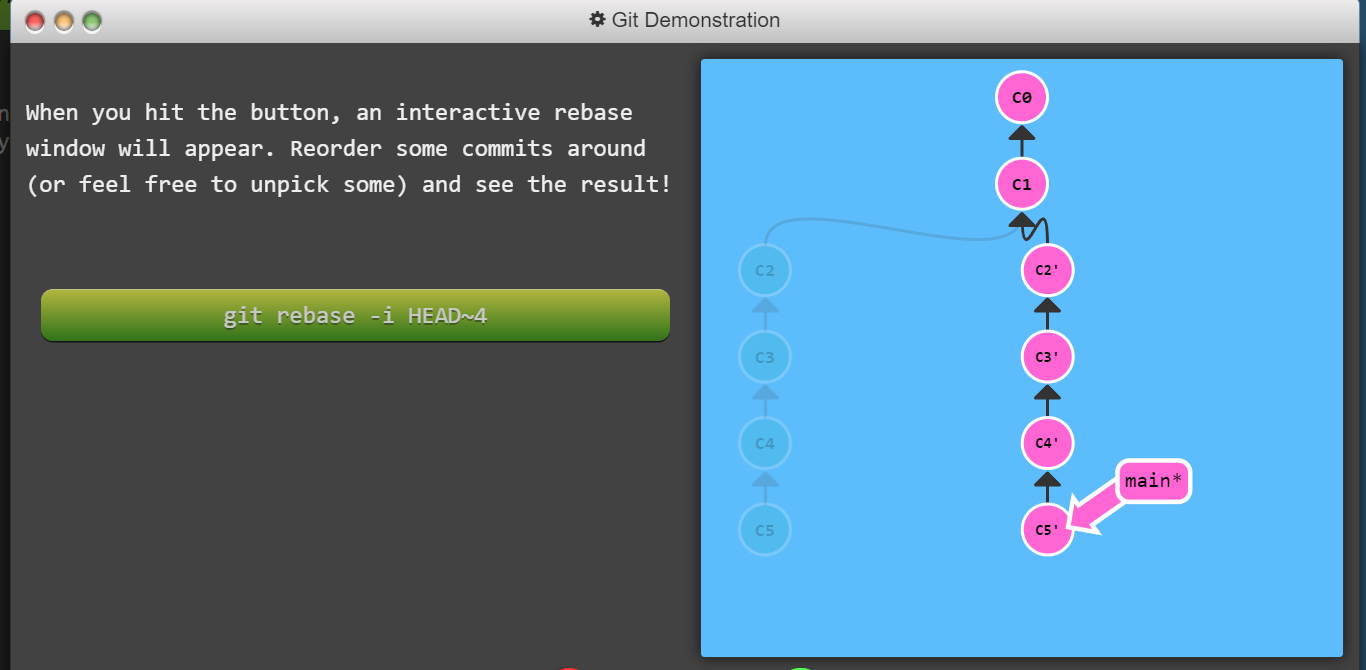 Git Demonstration
When you hit the button, an interactive rebase
window will appear. Reorder some commits around
(or feel free to unpick some) and see the result!
git rebase -i HEAD~4
C0
C1
C2
C2'
C3
C3'
C4
C4'
main*
C5
C5'